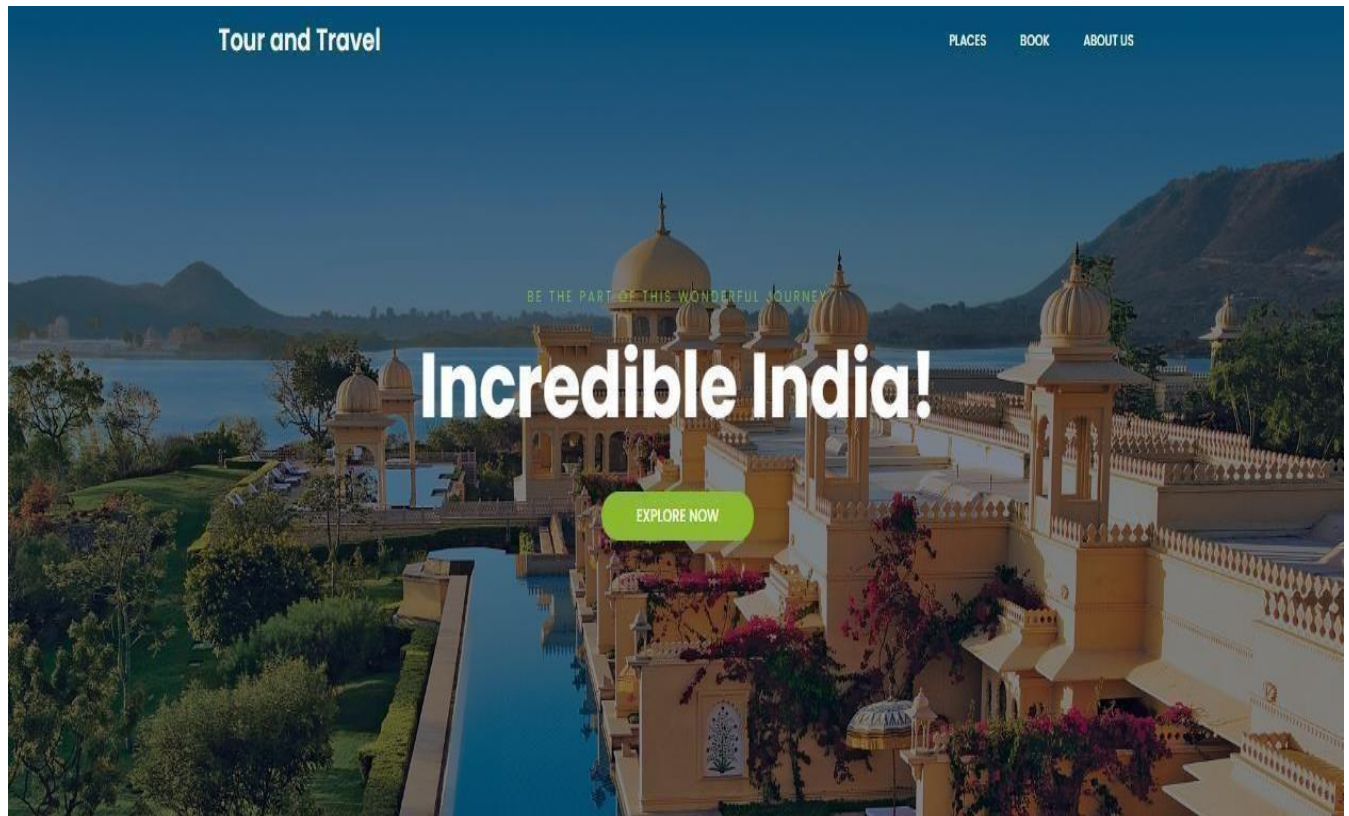 Tour and Travel
PLACES BOOK ABOUT US
BE THE PART OF THIS WONDERFUL JOURNEY
Incredible India!
EXPLORE NOW